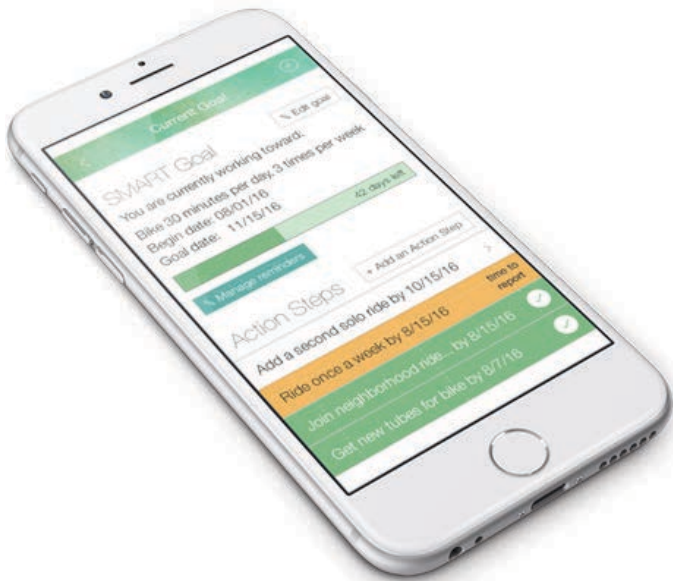 Current Goal
SMART Goal
Edit goal
You are currently working toward:
Bike 30 minutes per day, 3 times per week
Begin date: 08/01/16
Goal date: 11/15/16
42 days left
Manage reminders
Action Steps
+ Add an Action Step
Add a second solo ride by 10/15/16
Ride once a week by 8/15/16
time to
report
Join neighborhood ride... by 8/15/16
Get new tubes for bike by 8/7/16